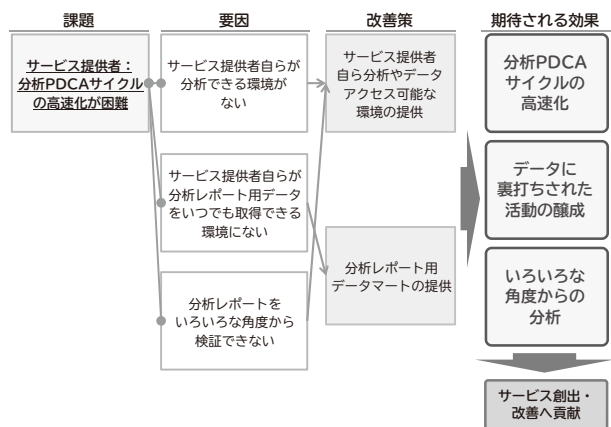 課題
サービス提供者：
分析PDCAサイクル
の高速化が困難
要因
サービス提供者自らが
分析できる環境が
ない
サービス提供者自らが
分析レポート用データ
をいつでも取得できる
環境にない
分析レポートを
いろいろな角度から
検証できない
改善策
サービス提供者
自ら分析やデータ
アクセス可能な
環境の提供
分析レポート用
データマートの提供
期待される効果
分析PDCA
サイクルの
高速化
データに
裏打ちされた
活動の醸成
いろいろな
角度からの
分析
サービス創出・
改善へ貢献